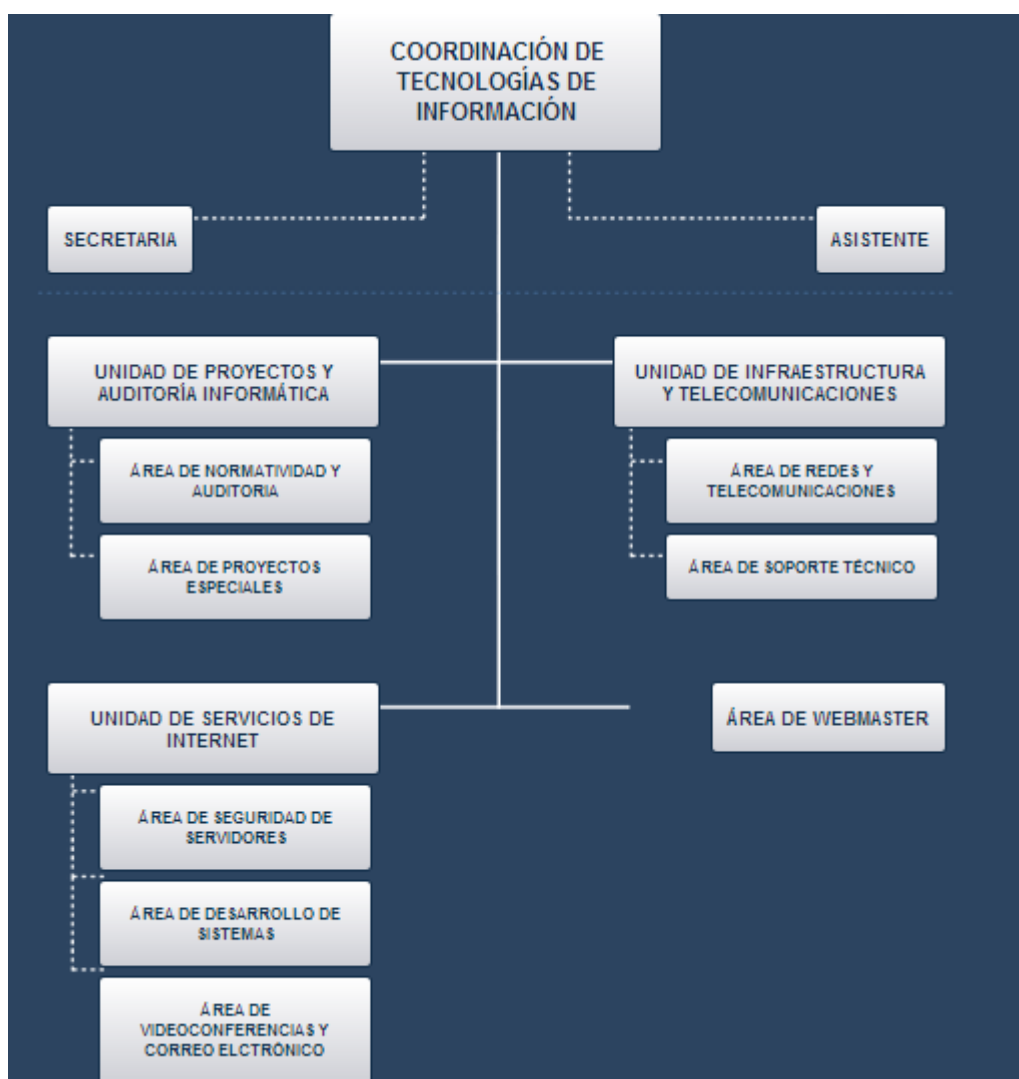 COORDINACIÓN DE
TECNOLOGÍAS DE
INFORMACIÓN
SECRETARIA
ASISTENTE
UNIDAD DE PROYECTOS Y
AUDITORÍA INFORMÁTICA
UNIDAD DE INFRAESTRUCTURA
Y TELECOMUNICACIONES
ÁREA DE NORMATIVIDAD Y
AUDITORIA
ÁREA DE REDES Y
TELECOMUNICACIONES
ÁREA DE PROYECTOS
ESPECIALES
ÁREA DE SOPORTE TÉCNICO
UNIDAD DE SERVICIOS DE
INTERNET
ÁREA DE WEBMASTER
ÁREA DE SEGURIDAD DE
SERVIDORES
ÁREA DE DESARROLLO DE
SISTEMAS
ÁREA DE
VIDEOCONFERENCIAS Y
CORREO ELCTRÓNICO